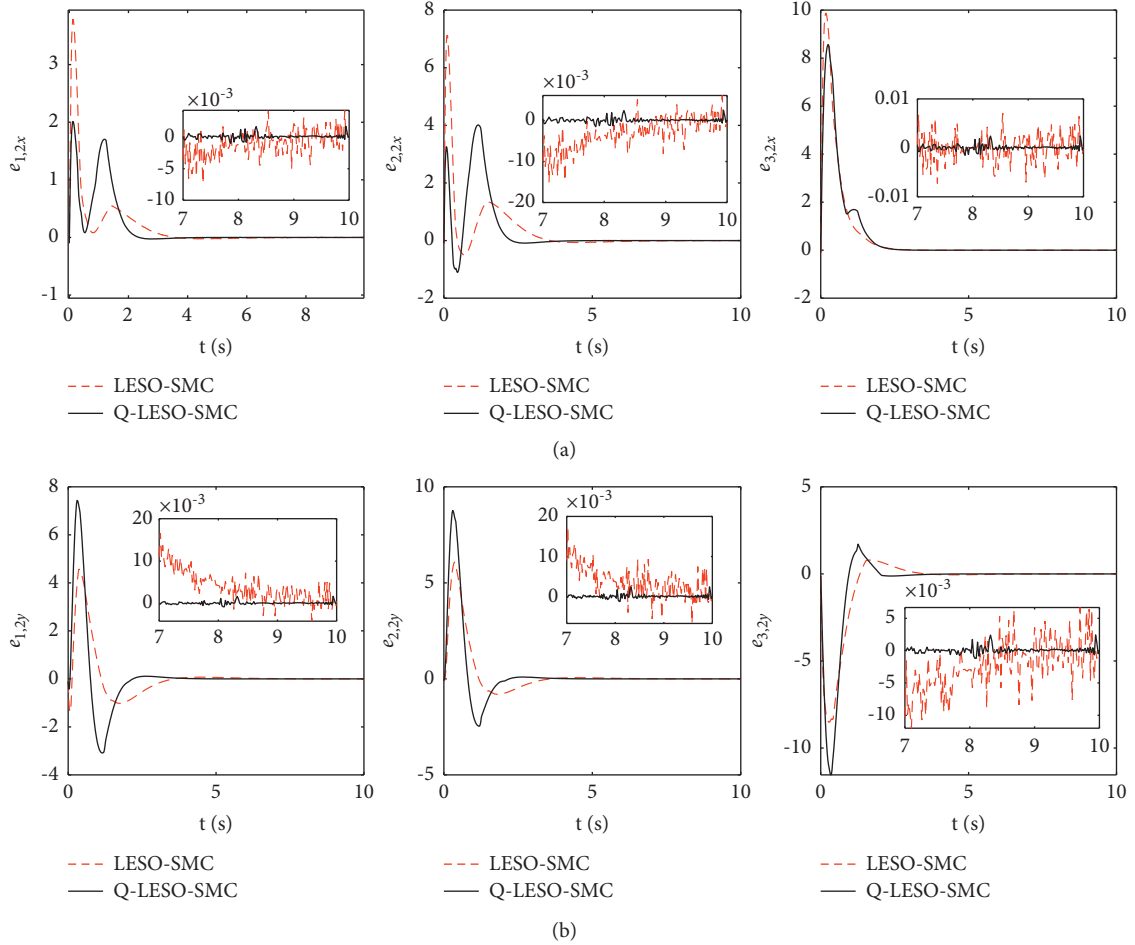 3
2
1
0
-1
0 2 4 6 8
e1,2x
t (s)
×10-3
0
-5
-10
7 8 9 10
LESO-SMC
Q-LESO-SMC
8
6
4
2
0
-2
0 5 10
e2,2x
t (s)
×10-3
0
-10
-20
7 8 9 10
LESO-SMC
Q-LESO-SMC
10
8
6
4
2
0
-2
0 5 10
e3,2x
t (s)
0.01
0
-0.01
7 8 9 10
LESO-SMC
Q-LESO-SMC
(a)
8
6
4
2
0
-2
-4
0 5 10
e1,2y
t (s)
×10-3
20
10
0
7 8 9 10
LESO-SMC
Q-LESO-SMC
10
5
0
-5
0 5 10
e2,2y
t (s)
×10-3
20
10
0
7 8 9 10
LESO-SMC
Q-LESO-SMC
5
0
-5
-10
0 5 10
e3,2y
t (s)
×10-3
5
0
-5
-10
7 8 9 10
LESO-SMC
Q-LESO-SMC
(b)